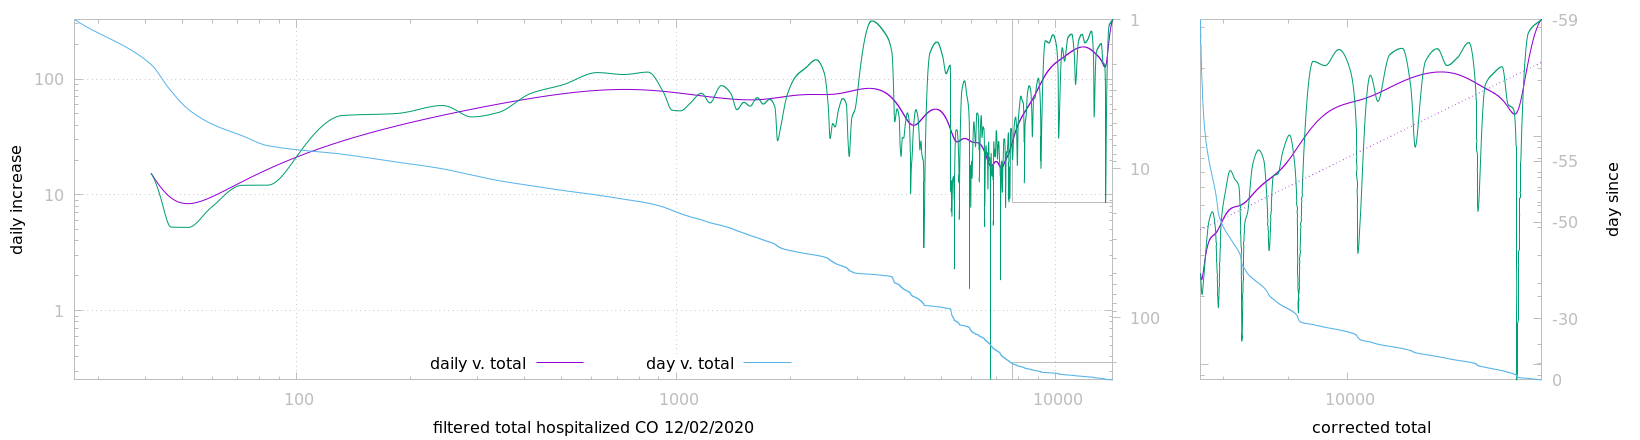 1
-59
100
10
-55
10
-50
daily increase
day since
1
100
-30
daily v. total
day v. total
0
100
1000
10000
10000
filtered total hospitalized CO 12/02/2020
corrected total